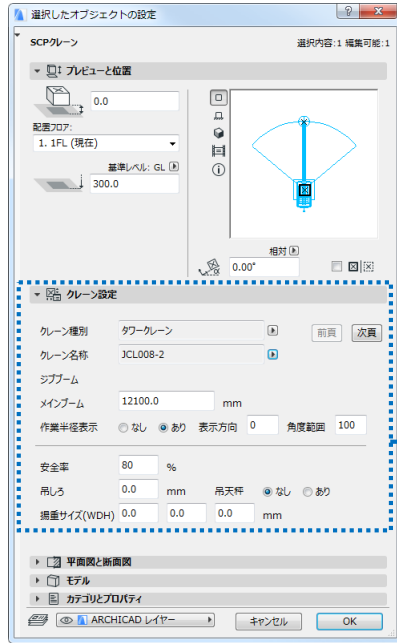 選択したオブジェクトの設定
SCPクレーン
選択内容:1 編集可能:1
プレビューと位置
0.0
配置フロア:
1. 1FL (現在)
基準レベル: GL
300.0
相対
0.00°
クレーン設定
クレーン種別 タワークレーン 前頁 次頁
クレーン名称 JCL008-2
ジブブーム
メインブーム 12100.0 mm
作業半径表示 なし あり 表示方向 0 角度範囲 100
安全率 80 %
吊しろ 0.0 mm 吊天秤 なし あり
揚重サイズ(WDH) 0.0 0.0 0.0 mm
平面図と断面図
モデル
カテゴリとプロパティ
ARCHICAD レイヤー キャンセル OK